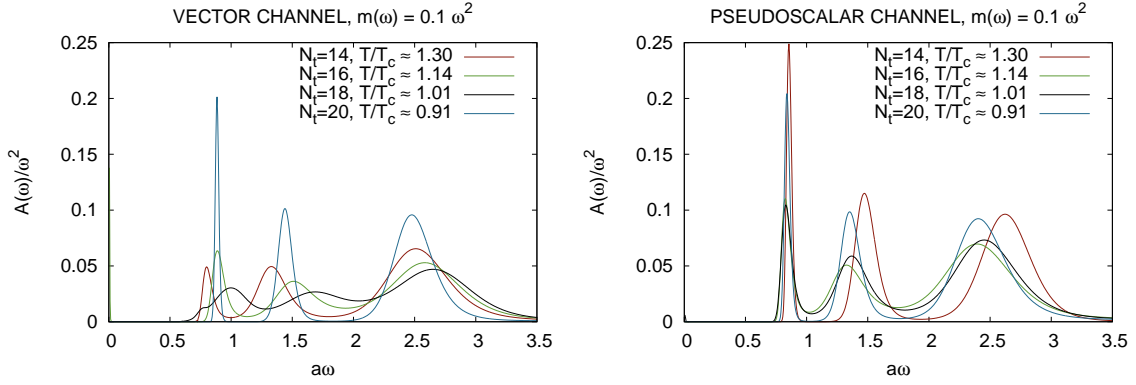 VECTOR CHANNEL, m(ω) = 0.1 ω²
A(ω)/ω²
0.25
0.2
0.15
0.1
0.05
0
N_t=14, T/T_c ≈ 1.30
N_t=16, T/T_c ≈ 1.14
N_t=18, T/T_c ≈ 1.01
N_t=20, T/T_c ≈ 0.91
0 0.5 1 1.5 2 2.5 3 3.5
aω
PSEUDOSCALAR CHANNEL, m(ω) = 0.1 ω²
A(ω)/ω²
0.25
0.2
0.15
0.1
0.05
0
N_t=14, T/T_c ≈ 1.30
N_t=16, T/T_c ≈ 1.14
N_t=18, T/T_c ≈ 1.01
N_t=20, T/T_c ≈ 0.91
0 0.5 1 1.5 2 2.5 3 3.5
aω